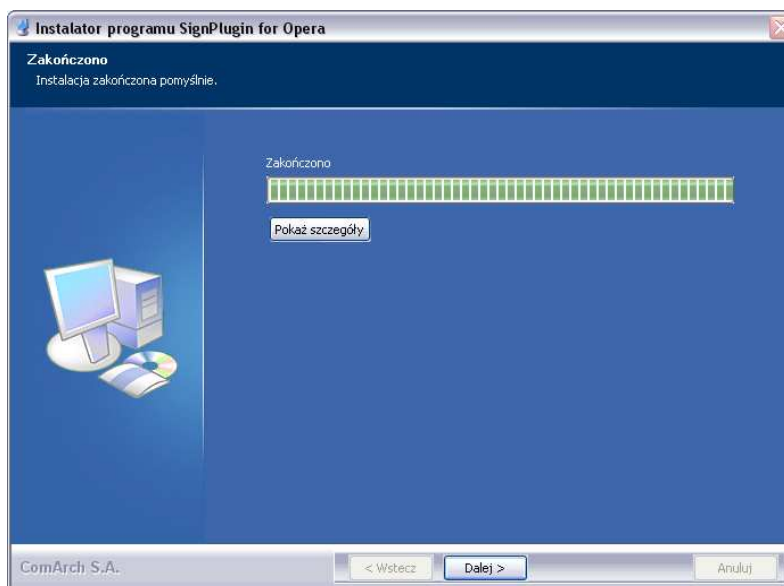 Instalator programu SignPlugin for Opera
Zakończono
Instalacja zakończona pomyślnie.
Zakończono
Pokaż szczegóły
ComArch S.A.
< Wstecz
Dalej >
Anuluj